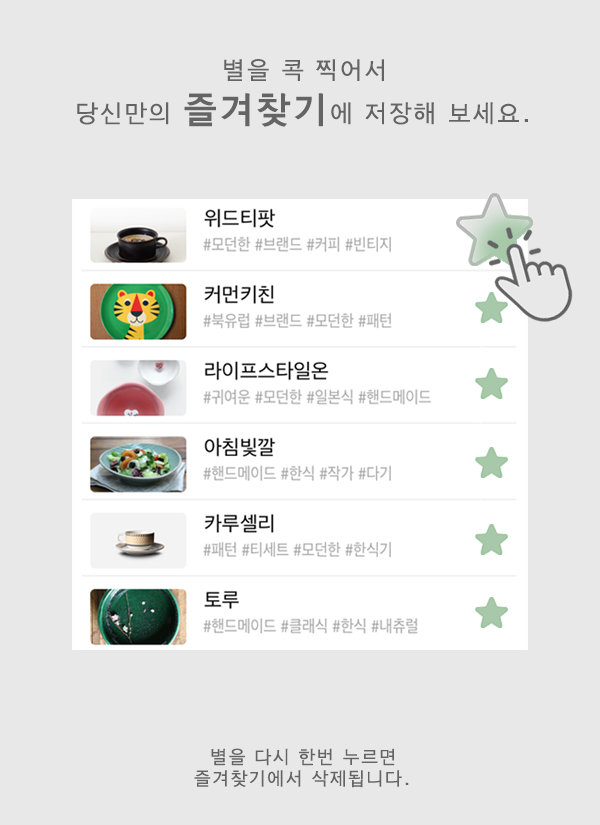 별을 콕 찍어서
당신만의 즐겨찾기에 저장해 보세요.
위드티팟
#모던한 #브랜드 #커피 #빈티지
커먼키친
#북유럽 #브랜드 #모던한 #패턴
라이프스타일온
#귀여운 #모던한 #일본식 #핸드메이드
아침빛깔
#핸드메이드 #한식 #작가 #다기
카루셀리
#패턴 #티세트 #모던한 #한식기
토루
#핸드메이드 #클래식 #한식 #내츄럴
별을 다시 한번 누르면
즐겨찾기에서 삭제됩니다.